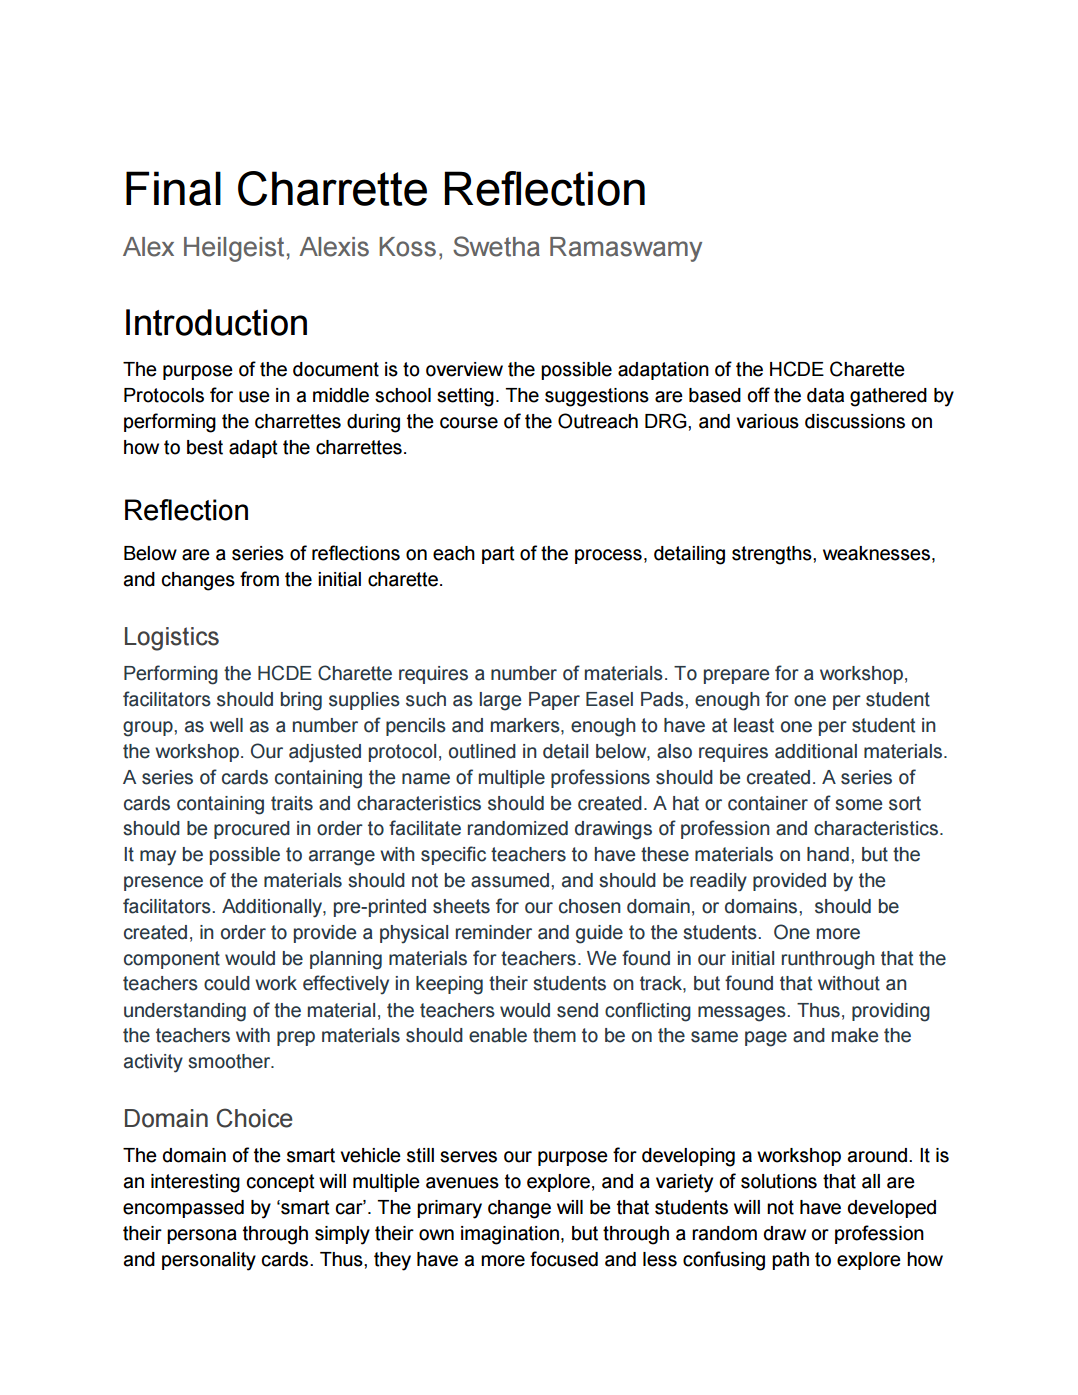 Final Charrette Reflection
Alex Heilgeist, Alexis Koss, Swetha Ramaswamy
Introduction
The purpose of the document is to overview the possible adaptation of the HCDE Charette
Protocols for use in a middle school setting. The suggestions are based off the data gathered by
performing the charrettes during the course of the Outreach DRG, and various discussions on
how to best adapt the charrettes.
Reflection
Below are a series of reflections on each part of the process, detailing strengths, weaknesses,
and changes from the initial charette.
Logistics
Performing the HCDE Charette requires a number of materials. To prepare for a workshop,
facilitators should bring supplies such as large Paper Easel Pads, enough for one per student
group, as well as a number of pencils and markers, enough to have at least one per student in
the workshop. Our adjusted protocol, outlined in detail below, also requires additional materials.
A series of cards containing the name of multiple professions should be created. A series of
cards containing traits and characteristics should be created. A hat or container of some sort
should be procured in order to facilitate randomized drawings of profession and characteristics.
It may be possible to arrange with specific teachers to have these materials on hand, but the
presence of the materials should not be assumed, and should be readily provided by the
facilitators. Additionally, pre-printed sheets for our chosen domain, or domains,  should be
created, in order to provide a physical reminder and guide to the students.  One more
component would be planning materials for teachers. We found in our initial runthrough that the
teachers could work effectively in keeping their students on track, but found that without an
understanding of the material, the teachers would send conflicting messages. Thus, providing
the teachers with prep materials should enable them to be on the same page and make the
activity smoother.
Domain Choice
The domain of the smart vehicle still serves our purpose for developing a workshop around. It is
an interesting concept will multiple avenues to explore, and a variety of solutions that all are
encompassed by ‘smart car’. The primary change will be that students will not have developed
their persona through simply their own imagination, but through a random draw or profession
and personality cards. Thus, they have a more focused and less confusing path to explore how